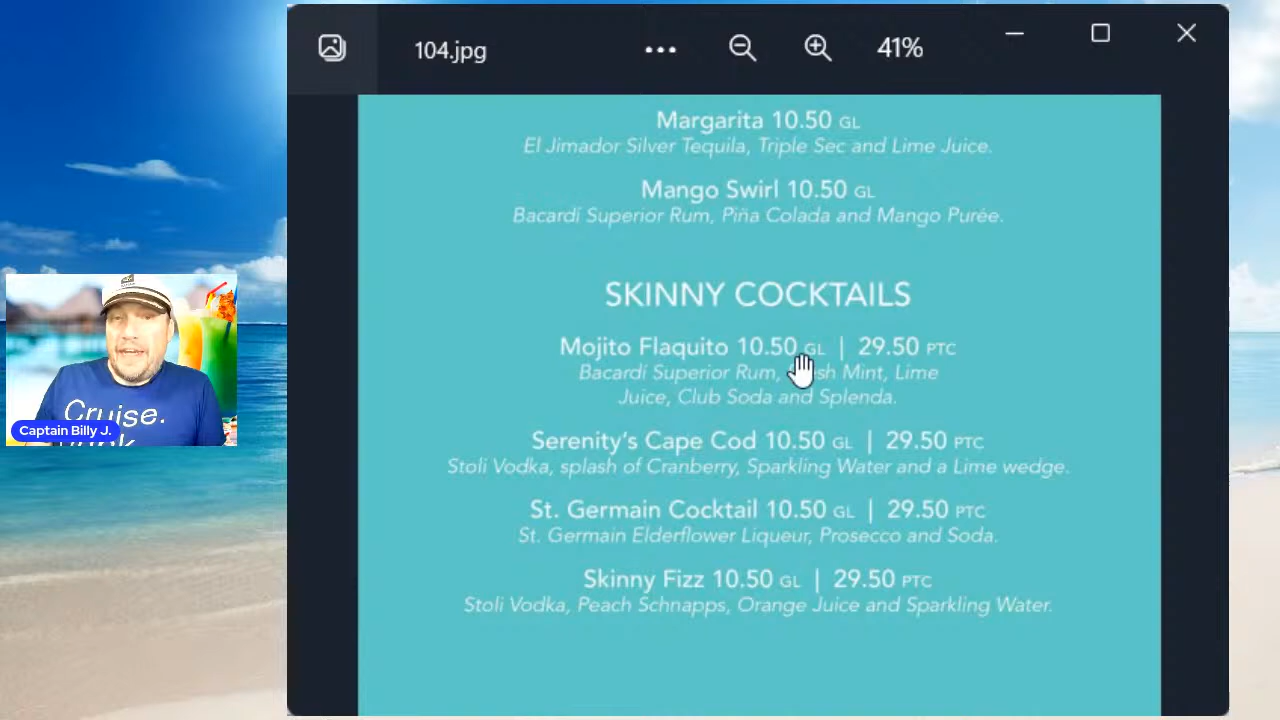 104.jpg
41%
Margarita 10.50 GL
El Jimador Silver Tequila, Triple Sec and Lime Juice.
Mango Swirl 10.50 GL
Bacardí Superior Rum, Piña Colada and Mango Purée.
SKINNY COCKTAILS
Mojito Flaquito 10.50 GL | 29.50 PTC
Bacardí Superior Rum, Mint, Lime
Juice, Club Soda and Splenda.
Serenity's Cape Cod 10.50 GL | 29.50 PTC
Stoli Vodka, splash of Cranberry, Sparkling Water and a Lime wedge.
St. Germain Cocktail 10.50 GL | 29.50 PTC
St. Germain Elderflower Liqueur, Prosecco and Soda.
Skinny Fizz 10.50 GL | 29.50 PTC
Stoli Vodka, Peach Schnapps, Orange Juice and Sparkling Water.
Cruise.
Captain Billy J.